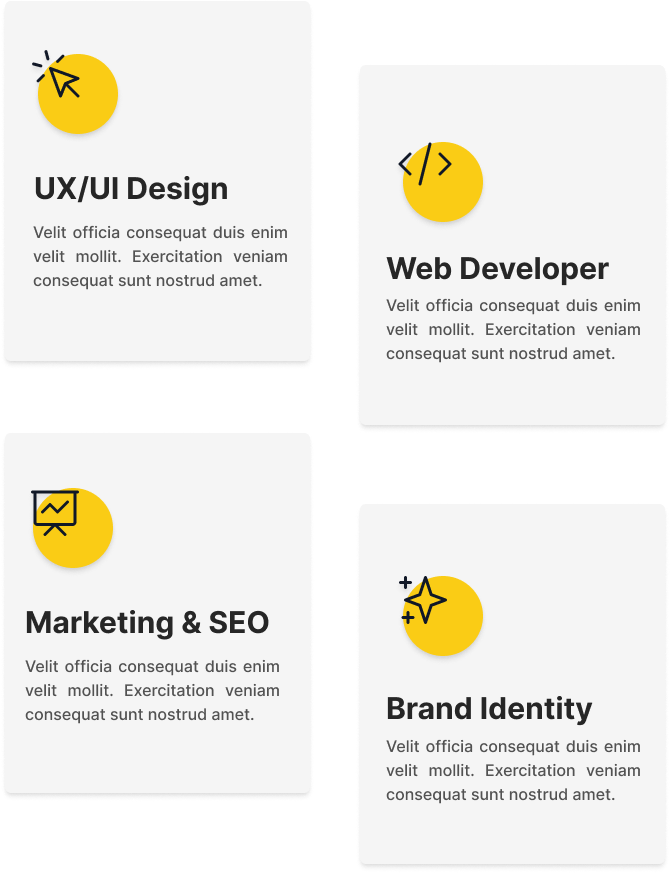 UX/UI Design
Velit officia consequat duis enim
velit mollit. Exercitation veniam
consequat sunt nostrud amet.
Web Developer
Velit officia consequat duis enim
velit mollit. Exercitation veniam
consequat sunt nostrud amet.
Marketing & SEO
Velit officia consequat duis enim
velit mollit. Exercitation veniam
consequat sunt nostrud amet.
Brand Identity
Velit officia consequat duis enim
velit mollit. Exercitation veniam
consequat sunt nostrud amet.